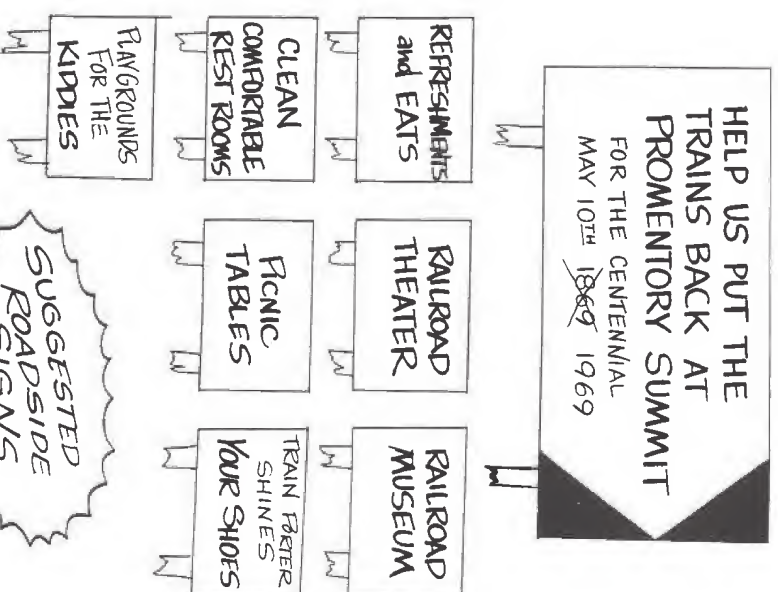 HELP US PUT THE
TRAINS BACK AT
PROMENTORY SUMMIT
FOR THE CENTENNIAL
MAY 10TH 1869 1969
REFRESHMENTS
and EATS
RAILROAD
THEATER
RAILROAD
MUSEUM
CLEAN
COMFORTABLE
REST ROOMS
PICNIC
TABLES
TRAIN PORTER
SHINES
YOUR SHOES
PLAYGROUNDS
FOR THE
KIDDIES
SUGGESTED
ROADSIDE
SIGNS